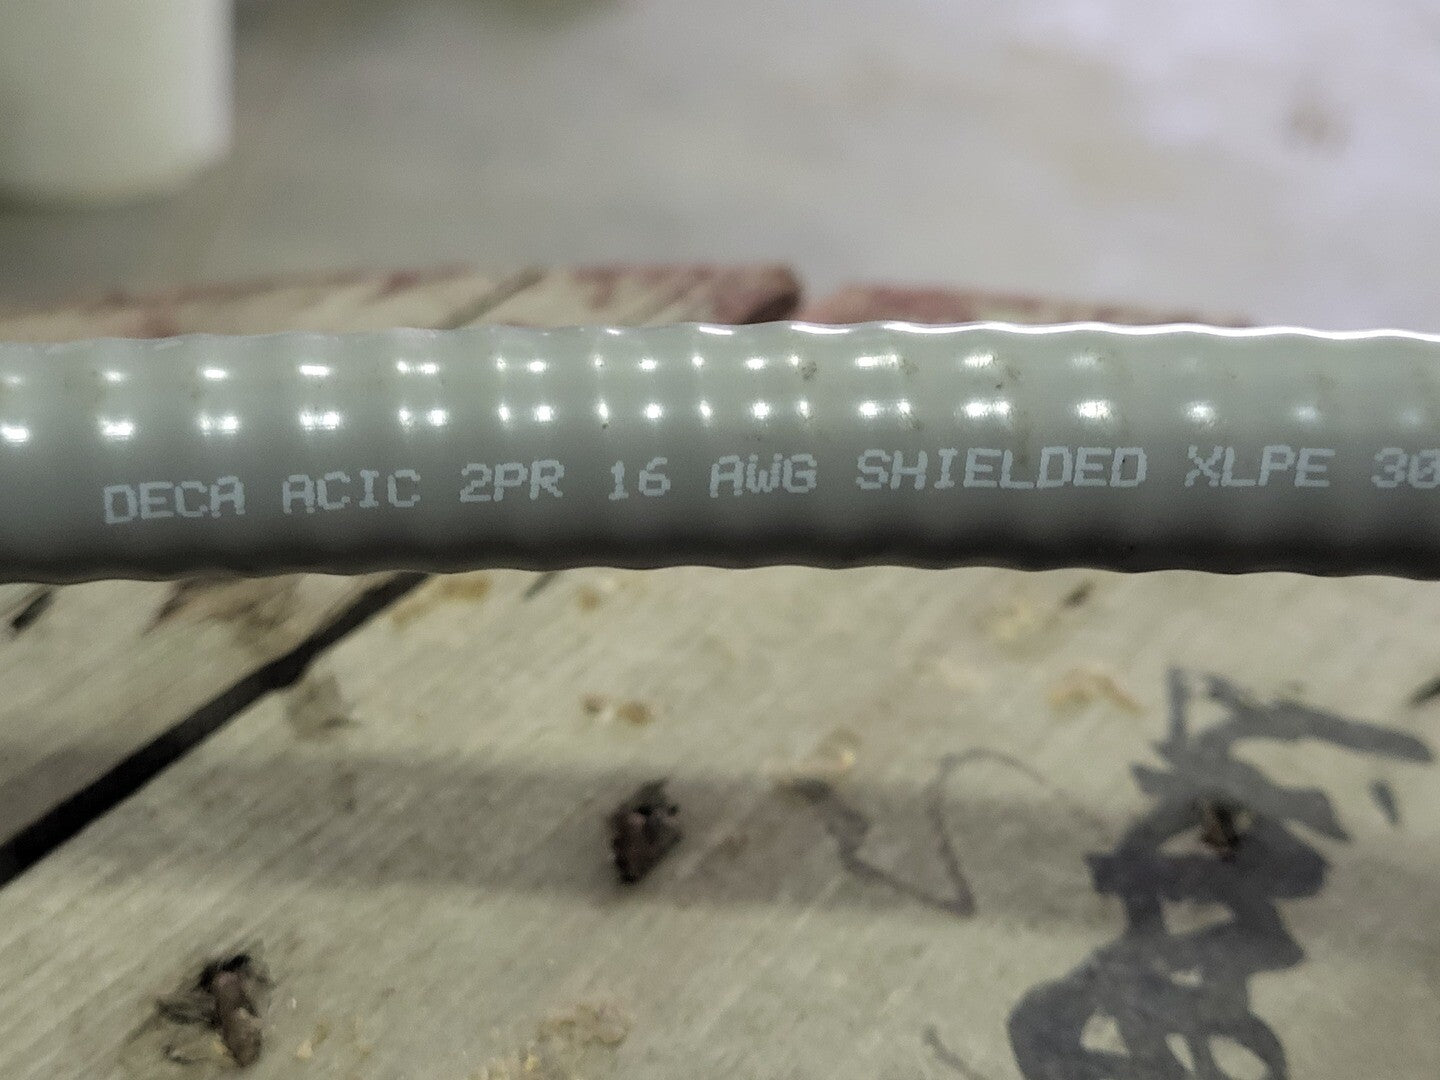 DECA ACIC 2PR 16 AWG SHIELDED XLPE 30